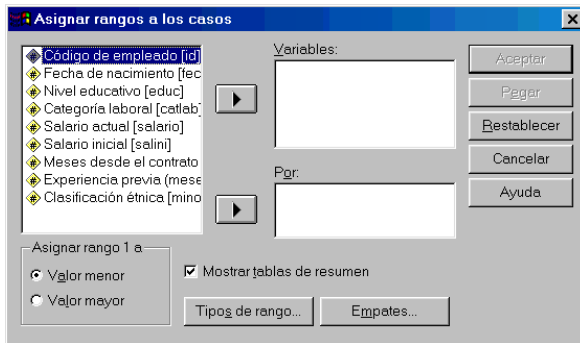 Asignar rangos a los casos
Código de empleado [id]
Fecha de nacimiento [fec
Nivel educativo [educ]
Categoría laboral [catlab]
Salario actual [salario]
Salario inicial [salini]
Meses desde el contrato
Experiencia previa (mese
Clasificación étnica [mino
Variables:
Por:
Aceptar
Pegar
Restablecer
Cancelar
Ayuda
Asignar rango 1 a
Valor menor
Valor mayor
Mostrar tablas de resumen
Tipos de rango...
Empates...